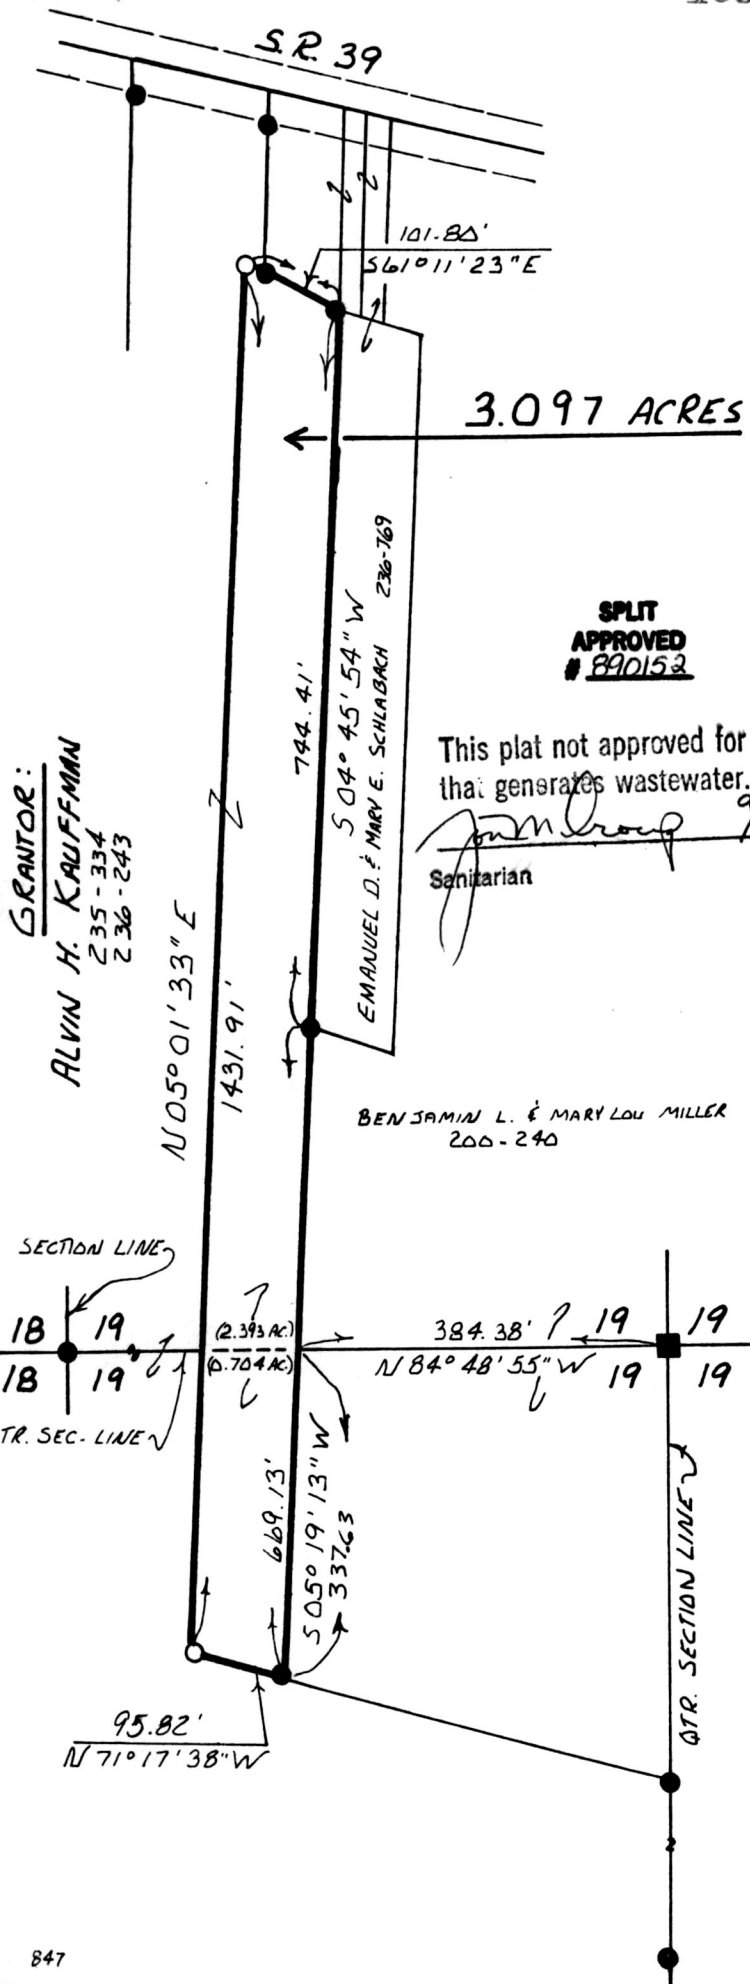 S.R. 39
101.80'
S61°11'23"E
3.097 ACRES
SPLIT
APPROVED
# 890152
This plat not approved for
that generates wastewater.
Sanitarian
GRANTOR:
ALVIN H. KAUFFMAN
235-334
236-243
N05°01'33"E
1431.91'
744.41'
S 04° 45' 54" W
EMANUEL D. & MARY E. SCHLABACH 236-769
BENJAMIN L. & MARY LOU MILLER
200-240
SECTION LINE
18 19
18 19
(2.393 AC.)
(0.704 AC.)
384.38'
N 84° 48' 55" W
19 19
19 19
TR. SEC. LINE
669.13'
S 05° 19' 13" W
337.63
QTR. SECTION LINE
95.82'
N 71° 17' 38" W
847